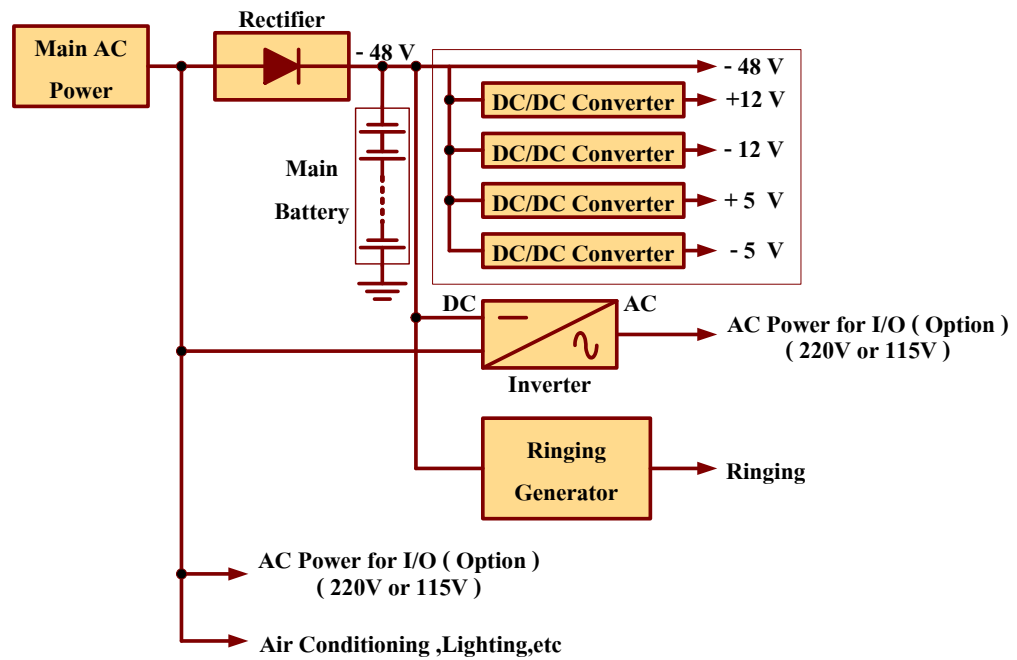 Rectifier
Main AC
Power
- 48 V
- 48 V
DC/DC Converter
+12 V
DC/DC Converter
- 12 V
DC/DC Converter
+ 5 V
DC/DC Converter
- 5 V
Main
Battery
DC
AC
Inverter
AC Power for I/O ( Option )
( 220V or 115V )
Ringing
Generator
Ringing
AC Power for I/O ( Option )
( 220V or 115V )
Air Conditioning ,Lighting,etc